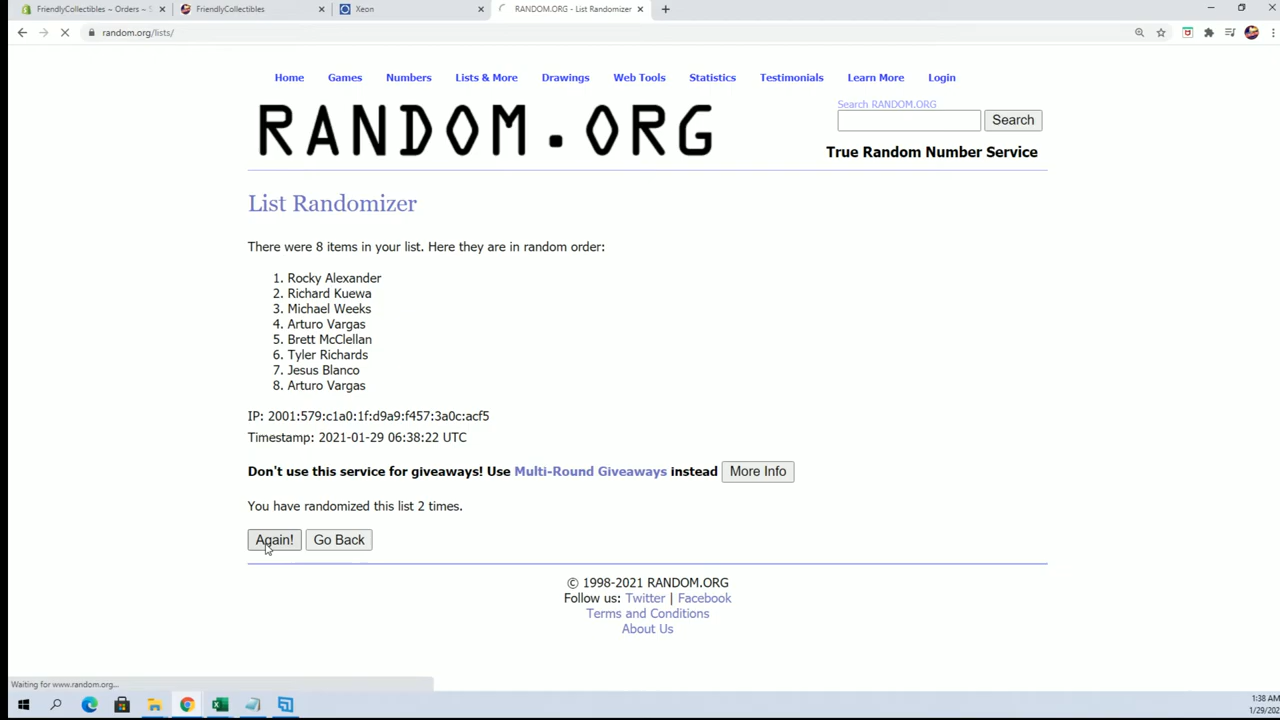 FriendlyCollectibles ~ Orders ~ S
FriendlyCollectibles
Xeon
RANDOM.ORG - List Randomizer
random.org/lists/
Home Games Numbers Lists & More Drawings Web Tools Statistics Testimonials Learn More Login
RANDOM.ORG
Search RANDOM.ORG
Search
True Random Number Service
List Randomizer
There were 8 items in your list. Here they are in random order:
1. Rocky Alexander
2. Richard Kuewa
3. Michael Weeks
4. Arturo Vargas
5. Brett McClellan
6. Tyler Richards
7. Jesus Blanco
8. Arturo Vargas
IP: 2001:579:c1a0:1f:d9a9:f457:3a0c:acf5
Timestamp: 2021-01-29 06:38:22 UTC
Don't use this service for giveaways! Use Multi-Round Giveaways instead More Info
You have randomized this list 2 times.
Again! Go Back
© 1998-2021 RANDOM.ORG
Follow us: Twitter | Facebook
Terms and Conditions
About Us
Waiting for www.random.org...
1:38 AM
1/29/202